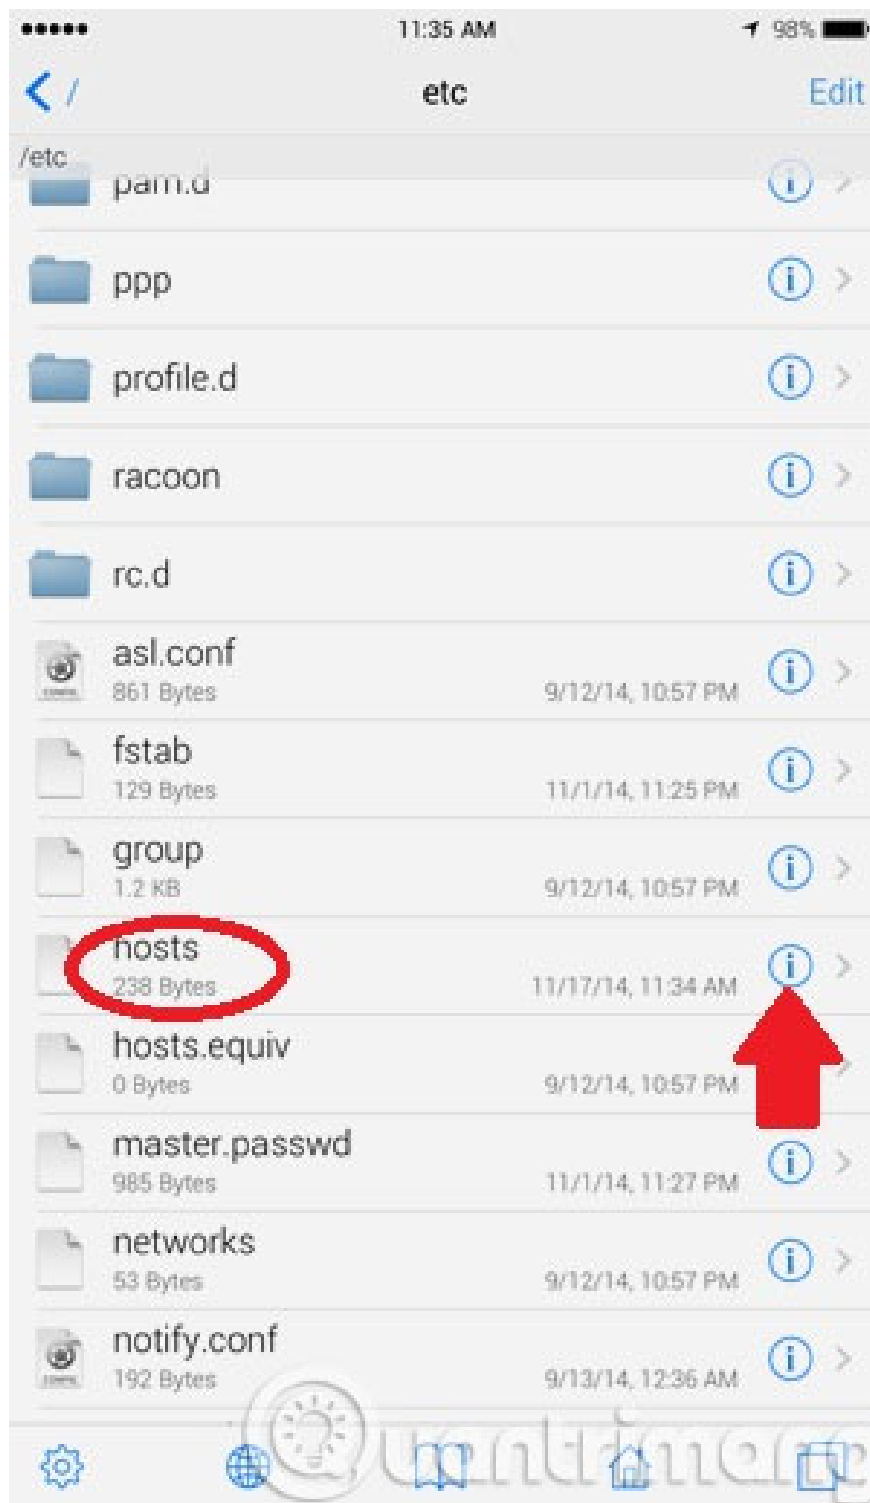 11:35 AM
98%
/
etc
Edit
/etc
pam.d
ppp
profile.d
racoon
rc.d
asl.conf
861 Bytes
9/12/14, 10:57 PM
fstab
129 Bytes
11/1/14, 11:25 PM
group
1.2 KB
9/12/14, 10:57 PM
hosts
238 Bytes
11/17/14, 11:34 AM
hosts.equiv
0 Bytes
9/12/14, 10:57 PM
master.passwd
985 Bytes
11/1/14, 11:27 PM
networks
53 Bytes
9/12/14, 10:57 PM
notify.conf
192 Bytes
9/13/14, 12:36 AM
Quantrimang